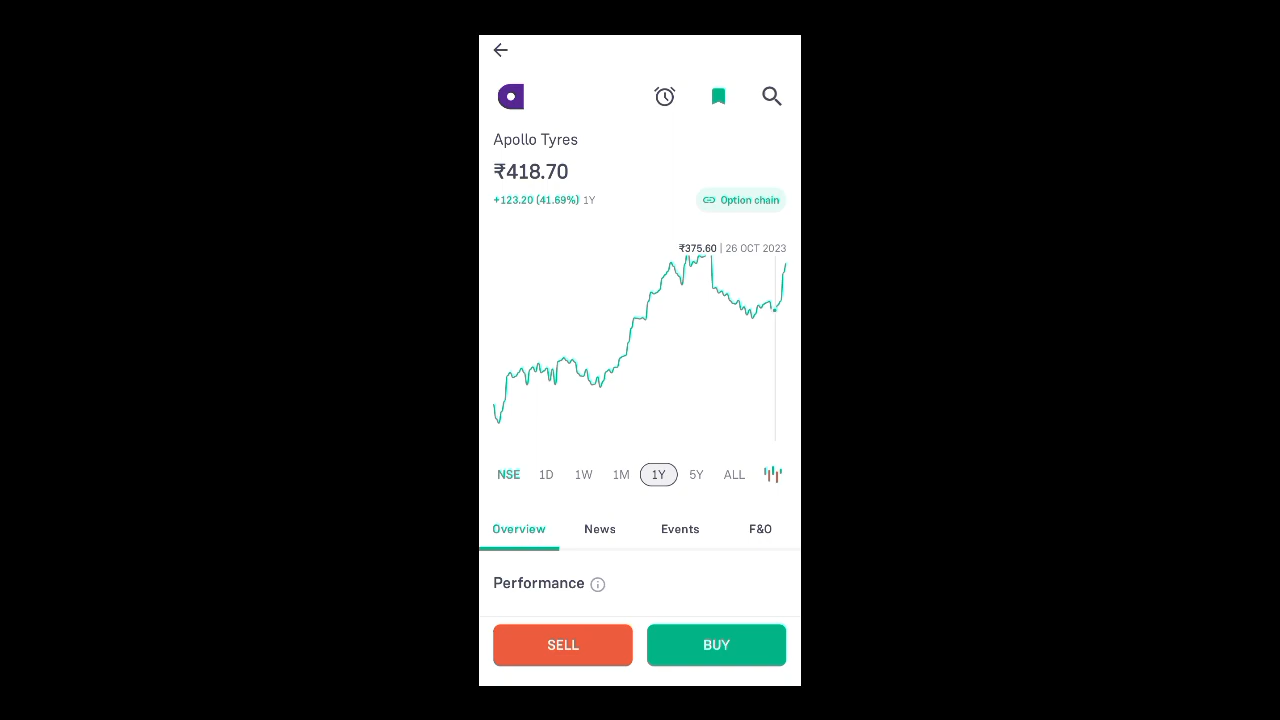 Apollo Tyres
₹418.70
+123.20 (41.69%) 1Y
Option chain
₹375.60 | 26 OCT 2023
NSE 1D 1W 1M 1Y 5Y ALL
Overview News Events F&O
Performance
SELL BUY